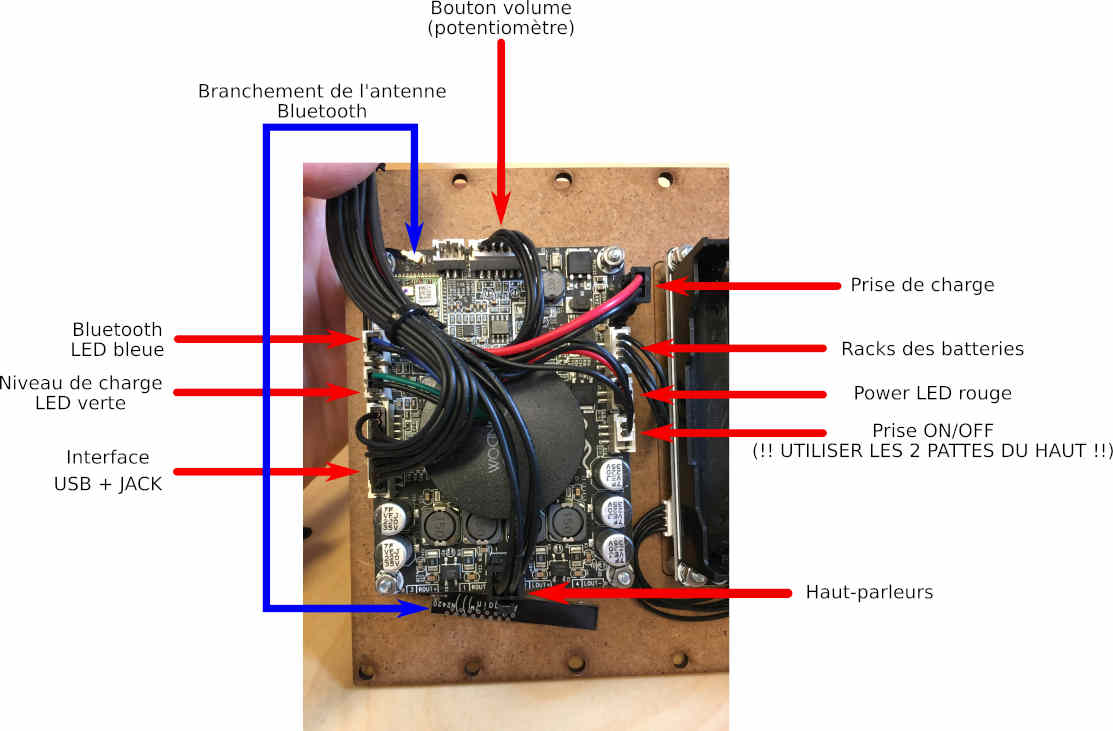 Bouton volume
(potentiomètre)
Branchement de l'antenne
Bluetooth
Prise de charge
Bluetooth
LED bleue
Racks des batteries
Niveau de charge
LED verte
Power LED rouge
Prise ON/OFF
(!! UTILISER LES 2 PATTES DU HAUT !!)
Interface
USB + JACK
Haut-parleurs